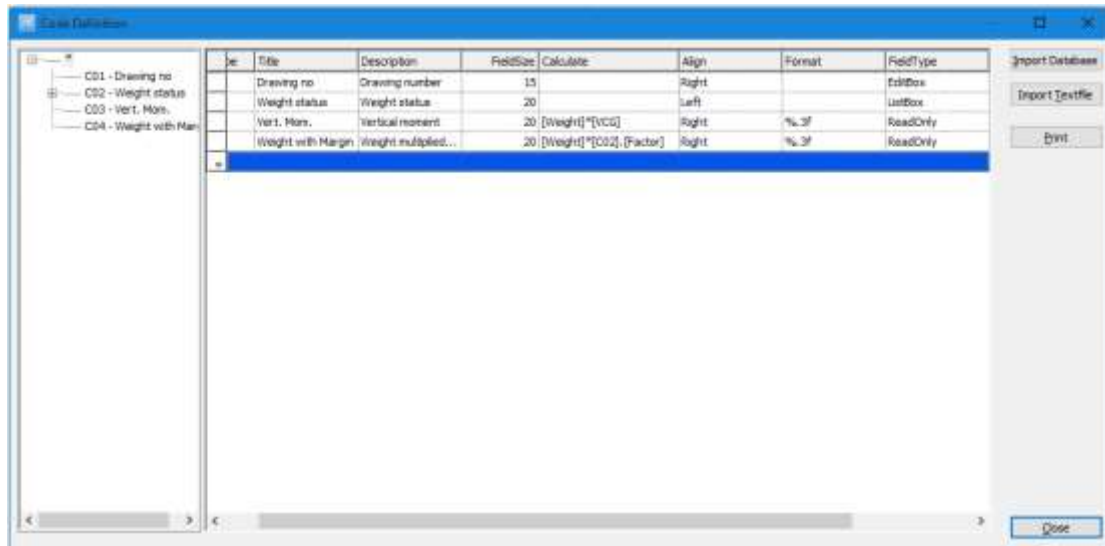 Code Definition
*
C01 - Drawing no
C02 - Weight status
C03 - Vert. Mom.
C04 - Weight with Mar
Title Description FieldSize Calculate Align Format FieldType
Drawing no Drawing number 15 Right EditBox
Weight status Weight status 20 Left ListBox
Vert. Mom. Vertical moment 20 [Weight]*[VCG] Right %.3f ReadOnly
Weight with Margin Weight multiplied... 20 [Weight]*[C02].[Factor] Right %.3f ReadOnly
*
Import Database
Import Textfile
Print
Close